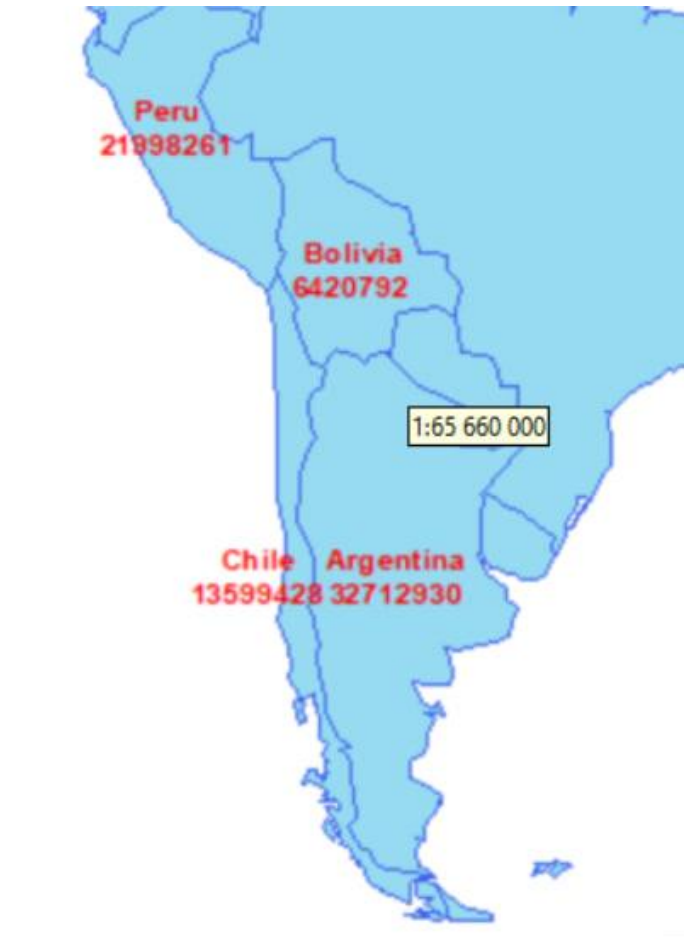 Peru
21998261
Bolivia
6420792
1:65 660 000
Chile
13599428
Argentina
32712930